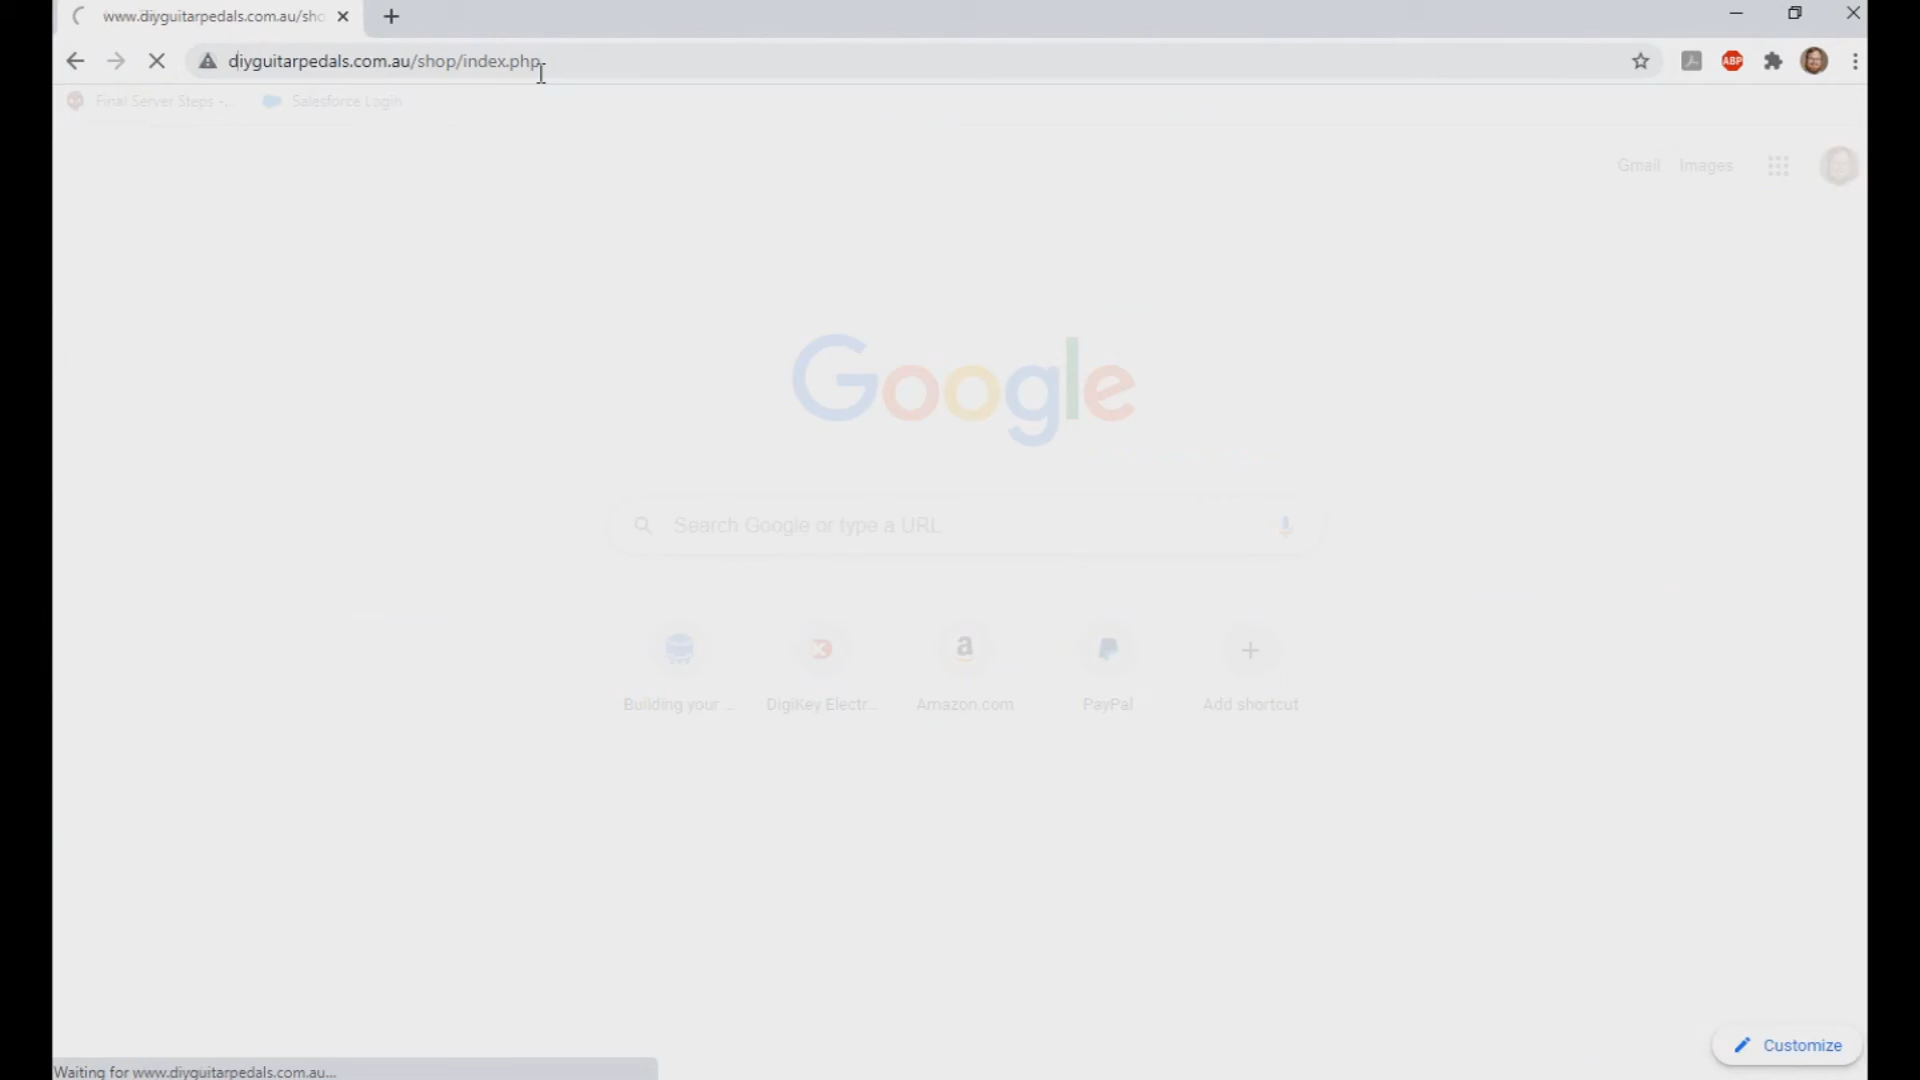 www.diyguitarpedals.com.au/sho
diyguitarpedals.com.au/shop/index.php
ABP
Final Server Steps -...
Salesforce Login
Gmail
Images
Google
Search Google or type a URL
a
Building your ...
DigiKey Electr...
Amazon.com
PayPal
Add shortcut
Customize
Waiting for www.diyguitarpedals.com.au...